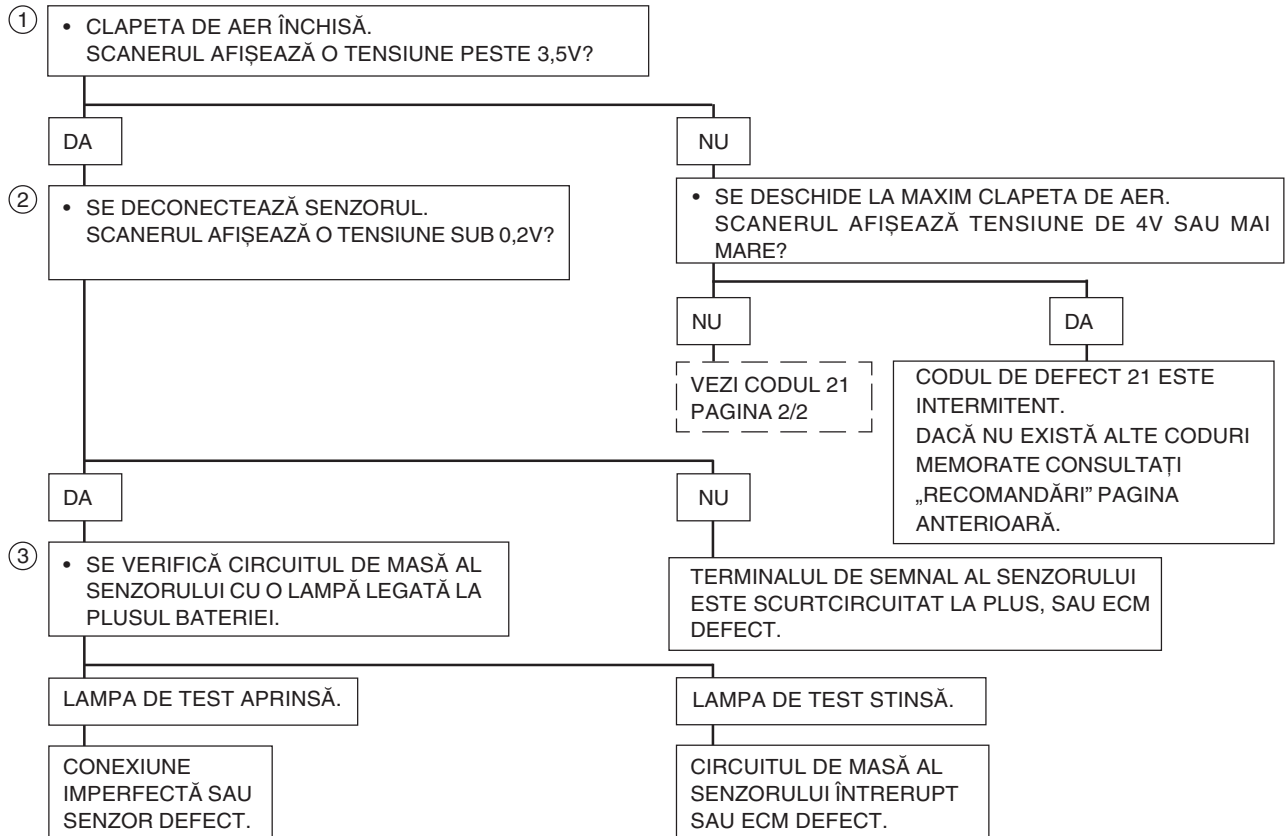 1
• CLAPETA DE AER ÎNCHISĂ.
SCANERUL AFIȘEAZĂ O TENSIUNE PESTE 3,5V?
DA
NU
2
• SE DECONECTEAZĂ SENZORUL.
SCANERUL AFIȘEAZĂ O TENSIUNE SUB 0,2V?
• SE DESCHIDE LA MAXIM CLAPETA DE AER.
SCANERUL AFIȘEAZĂ TENSIUNE DE 4V SAU MAI
MARE?
NU
DA
VEZI CODUL 21
PAGINA 2/2
CODUL DE DEFECT 21 ESTE
INTERMITENT.
DACĂ NU EXISTĂ ALTE CODURI
MEMORATE CONSULTAȚI
„RECOMANDĂRI” PAGINA
ANTERIOARĂ.
DA
NU
3
• SE VERIFICĂ CIRCUITUL DE MASĂ AL
SENZORULUI CU O LAMPĂ LEGATĂ LA
PLUSUL BATERIEI.
TERMINALUL DE SEMNAL AL SENZORULUI
ESTE SCURTCIRCUITAT LA PLUS, SAU ECM
DEFECT.
LAMPA DE TEST APRINSĂ.
LAMPA DE TEST STINSĂ.
CONEXIUNE
IMPERFECTĂ SAU
SENZOR DEFECT.
CIRCUITUL DE MASĂ AL
SENZORULUI ÎNTRERUPT
SAU ECM DEFECT.